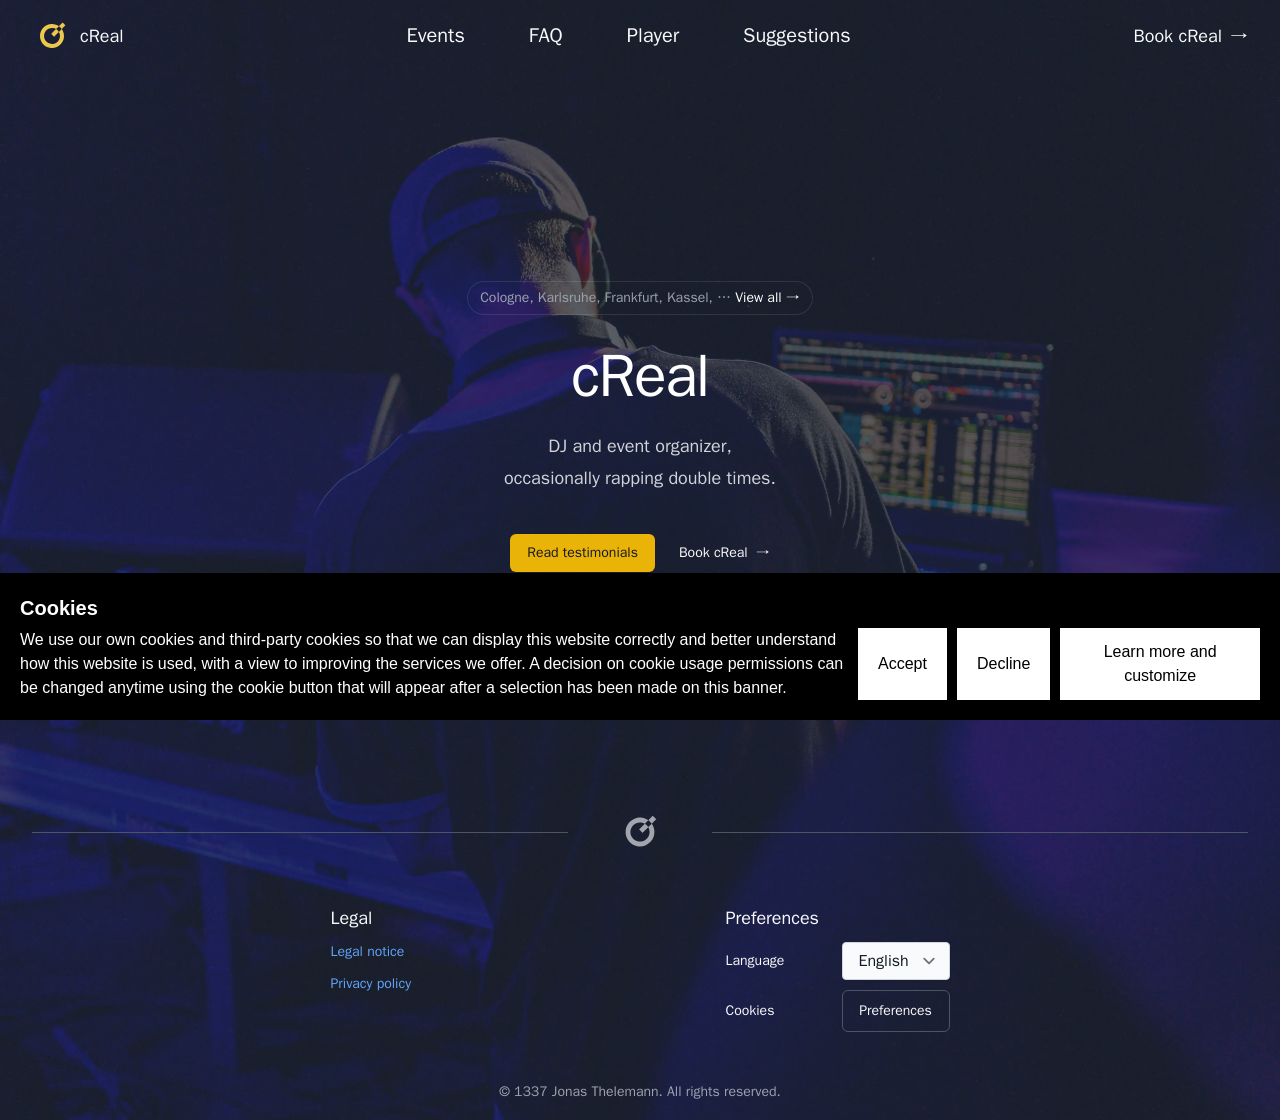 cReal
Events
FAQ
Player
Suggestions
Book cReal →
Cologne, Karlsruhe, Frankfurt, Kassel, ··· View all →
cReal
DJ and event organizer,
occasionally rapping double times.
Read testimonials
Book cReal →
Cookies
We use our own cookies and third-party cookies so that we can display this website correctly and better understand
how this website is used, with a view to improving the services we offer. A decision on cookie usage permissions can
be changed anytime using the cookie button that will appear after a selection has been made on this banner.
Accept
Decline
Learn more and
customize
Legal
Legal notice
Privacy policy
Preferences
Language
English
Cookies
Preferences
© 1337 Jonas Thelemann. All rights reserved.